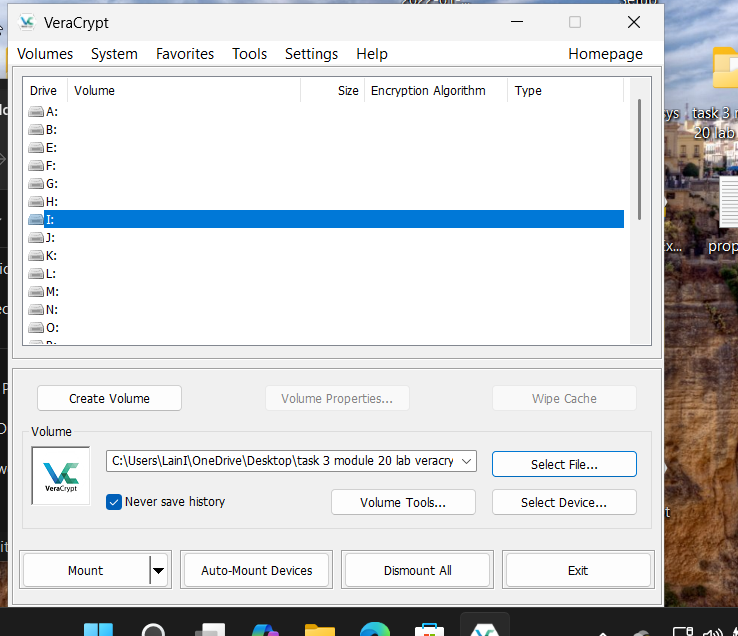 VeraCrypt
Volumes System Favorites Tools Settings Help Homepage
Drive Volume Size Encryption Algorithm Type
A:
B:
E:
F:
G:
H:
I:
J:
K:
L:
M:
N:
O:
Create Volume Volume Properties... Wipe Cache
Volume
VeraCrypt
C:\Users\LainI\OneDrive\Desktop\task 3 module 20 lab veracry
Select File...
Never save history
Volume Tools... Select Device...
Mount Auto-Mount Devices Dismount All Exit
task 3
20 lab
prop